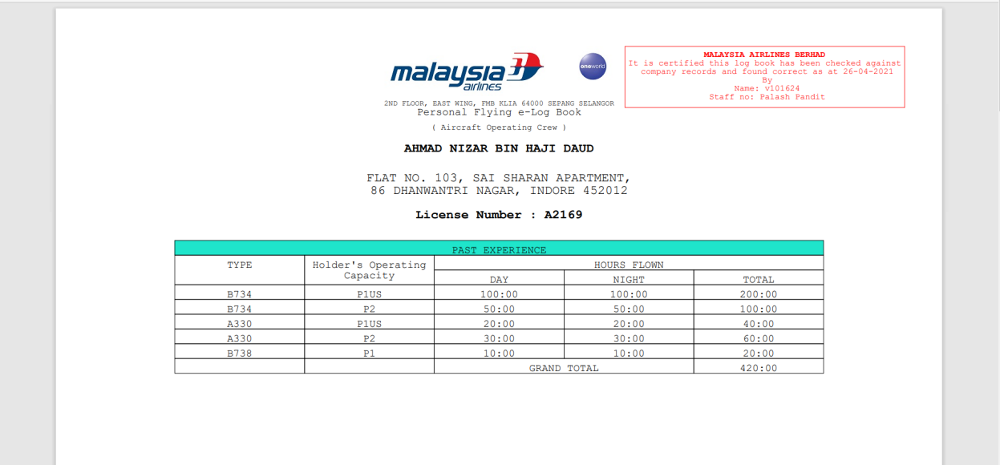 malaysia
airlines
oneworld
MALAYSIA AIRLINES BERHAD
It is certified this log book has been checked against
company records and found correct as at 26-04-2021
By
Name: v101624
Staff no: Palash Pandit
2ND FLOOR, EAST WING, FMB KLIA 64000 SEPANG SELANGOR
Personal Flying e-Log Book
( Aircraft Operating Crew )
AHMAD NIZAR BIN HAJI DAUD
FLAT NO. 103, SAI SHARAN APARTMENT,
86 DHANWANTRI NAGAR, INDORE 452012
License Number : A2169
PAST EXPERIENCE
TYPE Holder's Operating Capacity HOURS FLOWN
DAY NIGHT TOTAL
B734 P1US 100:00 100:00 200:00
B734 P2 50:00 50:00 100:00
A330 P1US 20:00 20:00 40:00
A330 P2 30:00 30:00 60:00
B738 P1 10:00 10:00 20:00
GRAND TOTAL 420:00